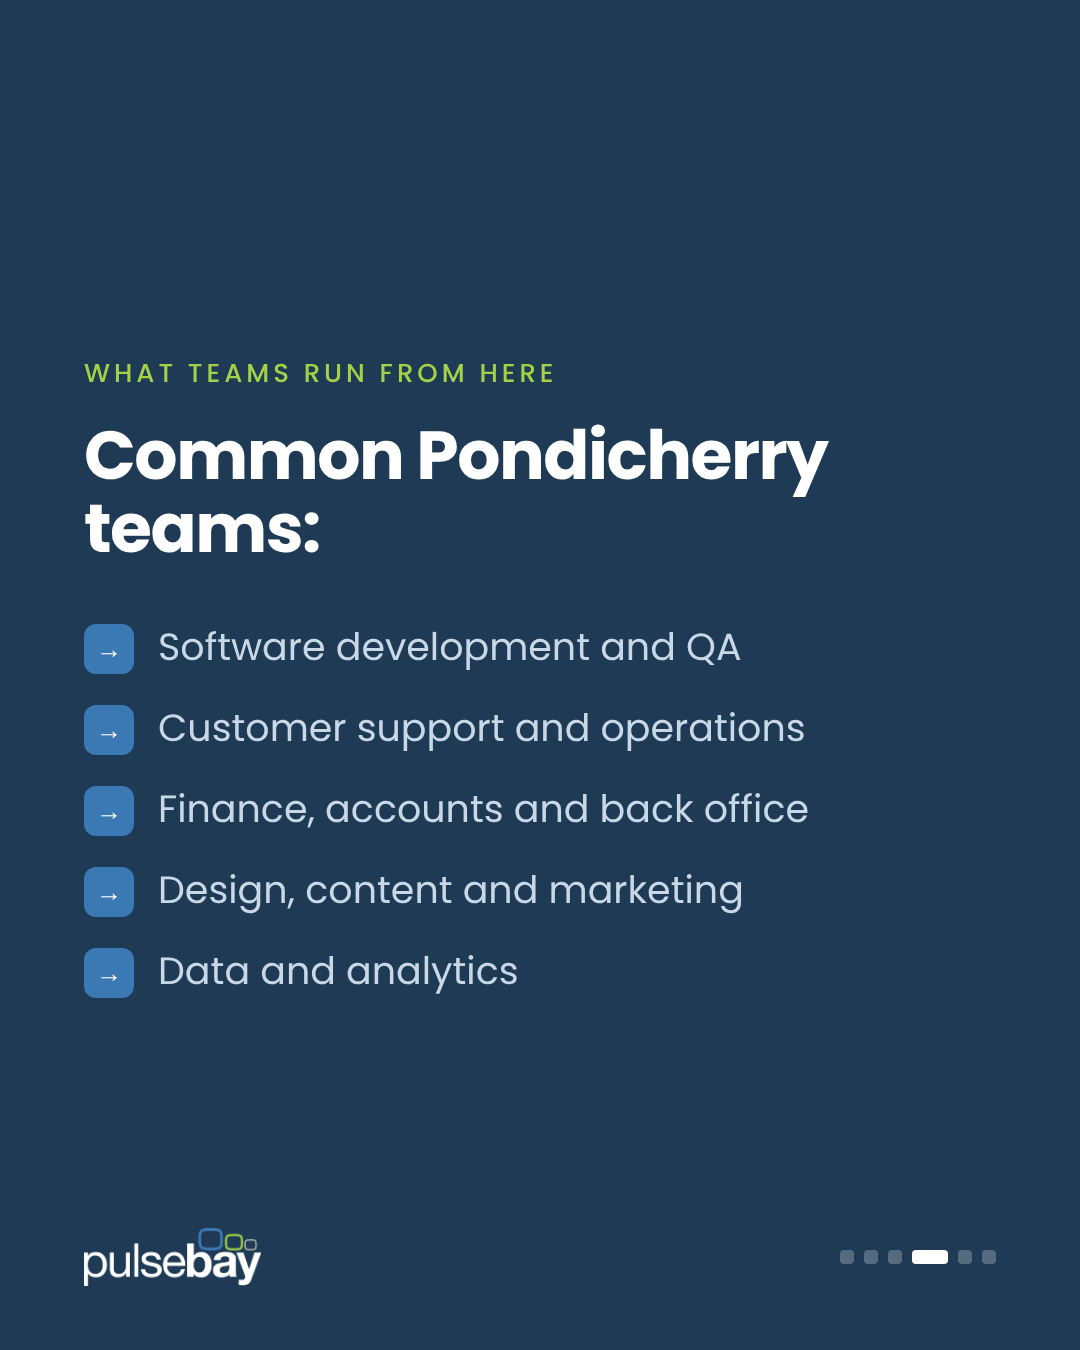 WHAT TEAMS RUN FROM HERE
Common Pondicherry
teams:
→ Software development and QA
→ Customer support and operations
→ Finance, accounts and back office
→ Design, content and marketing
→ Data and analytics
pulsebay